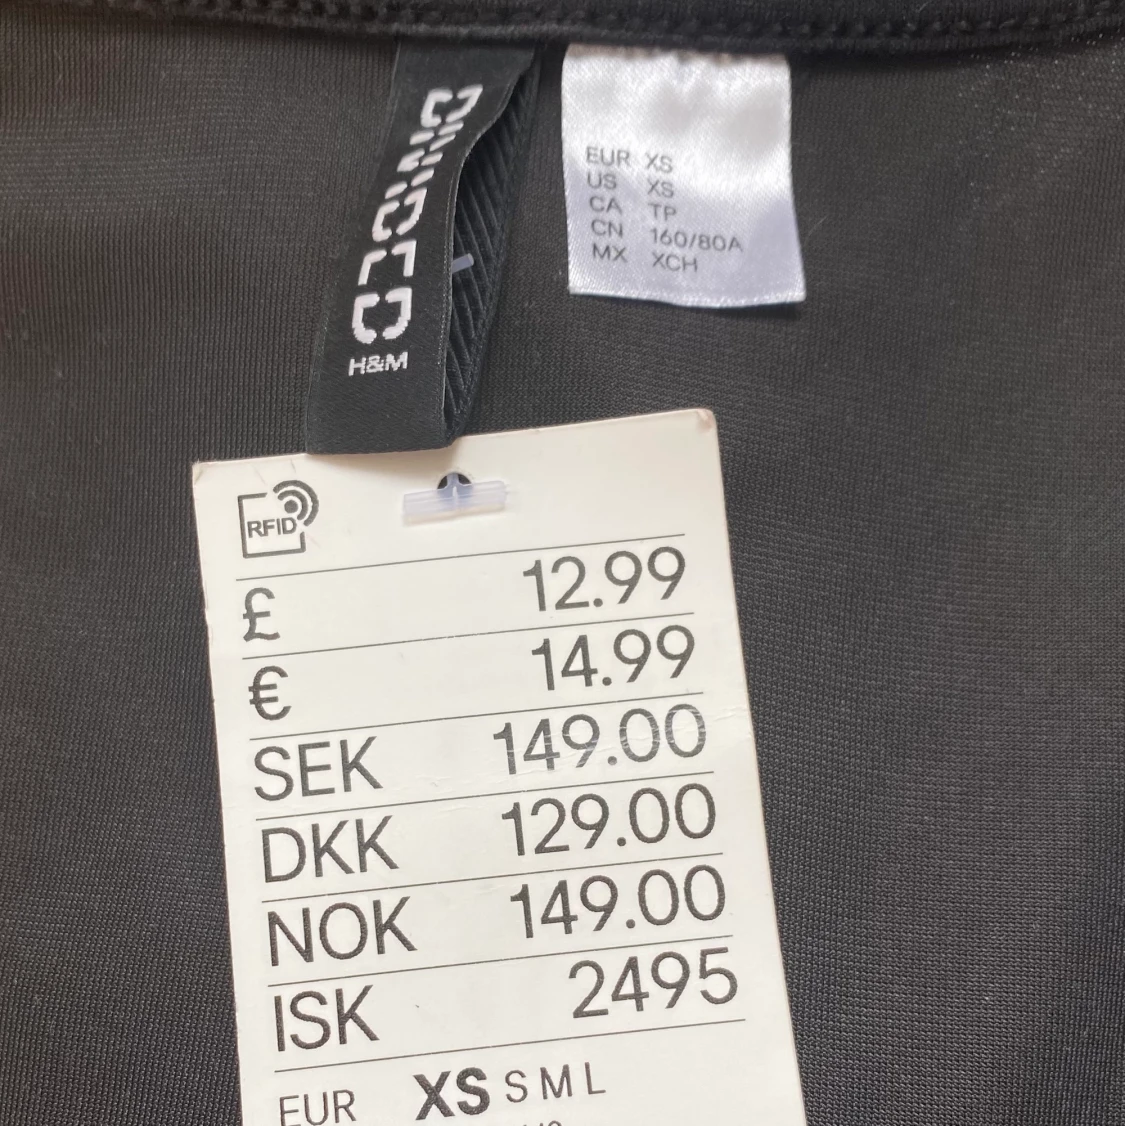 DIVIDED
H&M
EUR XS
US XS
CA TP
CN 160/80A
MX XCH
RFID
£ 12.99
€ 14.99
SEK 149.00
DKK 129.00
NOK 149.00
ISK 2495
EUR XS S M L